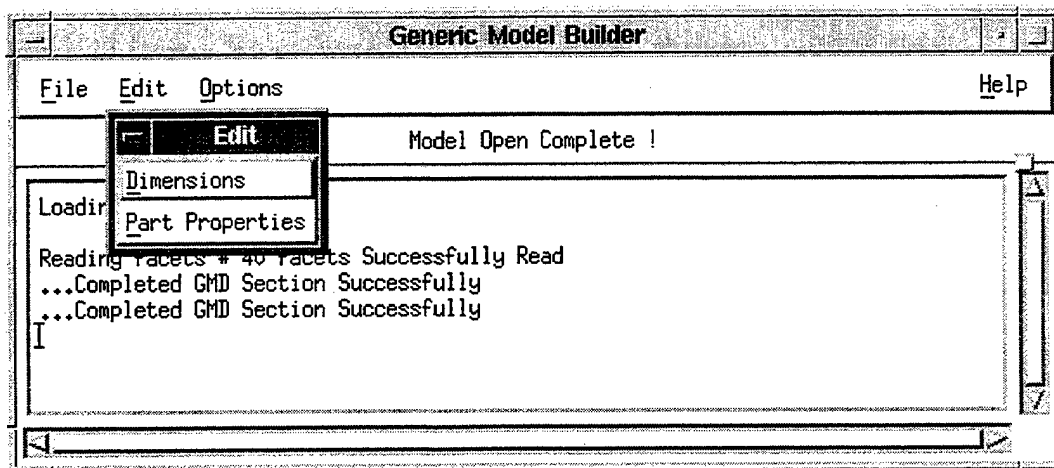 Generic Model Builder
File Edit Options Help
Edit
Model Open Complete !
Dimensions
Part Properties
Loadin
Reading facets # 40 facets Successfully Read
...Completed GMD Section Successfully
...Completed GMD Section Successfully